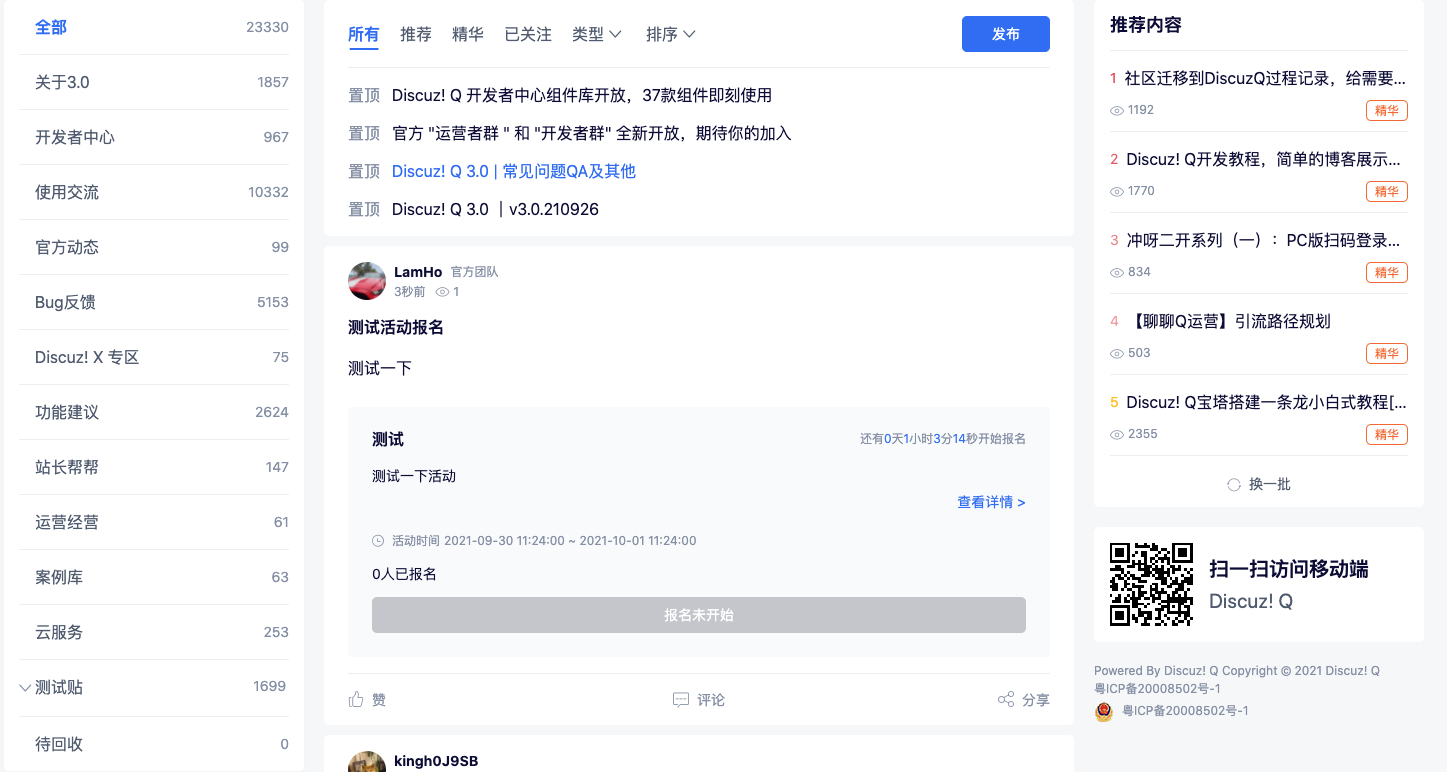 全部 23330
关于3.0 1857
开发者中心 967
使用交流 10332
官方动态 99
Bug反馈 5153
Discuz! X 专区 75
功能建议 2624
站长帮帮 147
运营经营 61
案例库 63
云服务 253
测试贴 1699
待回收 0
所有 推荐 精华 已关注 类型 排序 发布
置顶 Discuz! Q 开发者中心组件库开放，37款组件即刻使用
置顶 官方 "运营者群 " 和 "开发者群" 全新开放，期待你的加入
置顶 Discuz! Q 3.0 | 常见问题QA及其他
置顶 Discuz! Q 3.0 ｜v3.0.210926
LamHo 官方团队
3秒前 1
测试活动报名
测试一下
测试 还有0天1小时3分14秒开始报名
测试一下活动
查看详情 >
活动时间 2021-09-30 11:24:00 ~ 2021-10-01 11:24:00
0人已报名
报名未开始
赞 评论 分享
kingh0J9SB
推荐内容
1 社区迁移到DiscuzQ过程记录，给需要...
1192 精华
2 Discuz! Q开发教程，简单的博客展示...
1770 精华
3 冲呀二开系列（一）：PC版扫码登录...
834 精华
4 【聊聊Q运营】引流路径规划
503 精华
5 Discuz! Q宝塔搭建一条龙小白式教程[...
2355 精华
换一批
扫一扫访问移动端
Discuz! Q
Powered By Discuz! Q Copyright © 2021 Discuz! Q
粤ICP备20008502号-1
粤ICP备20008502号-1